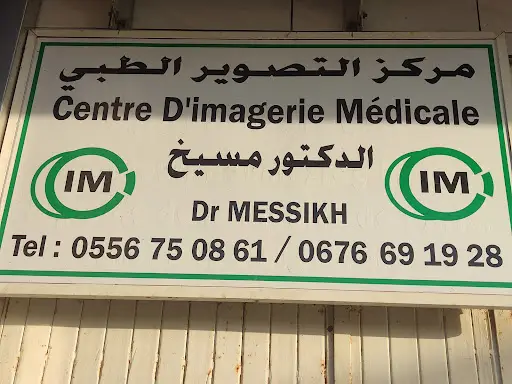 مركز التصوير الطبي
Centre D'imagerie Médicale
الدكتور مسيخ
IM
IM
Dr MESSIKH
Tel : 0556 75 08 61 / 0676 69 19 28